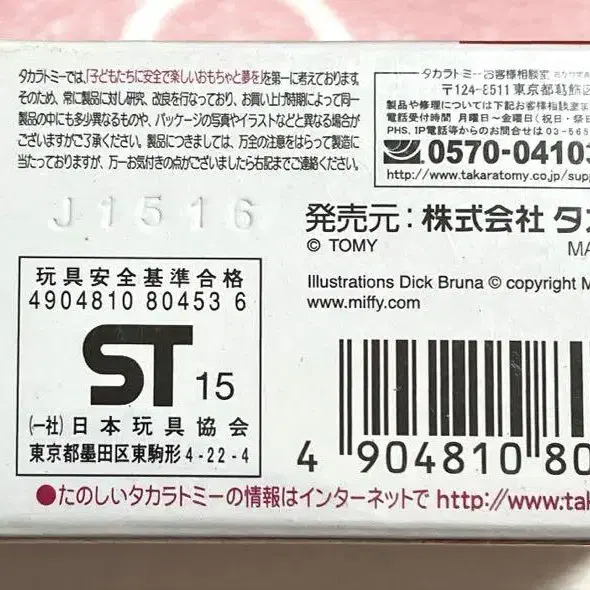 タカラトミーでは、「子どもたちに安全で楽しいおもちゃと夢を」を第一に考えております。
そのため、常に製品に対し研究、改良を行なっており、お買い上げ時期によって同一
製品の中にも多少異なるものや、パッケージの写真やイラストなどと異なる場合が
ございますがご了承ください。製品につきましては、万全の注意をはらって製造に
当たっておりますが、万一お気付きの点がございましたら右記までご連絡ください。
タカラトミーお客様相談室
〒124-8511 東京都葛飾区
製品や修理については下記お客様相談室
電話受付時間 月曜日～金曜日(祝日・祭日
PHS、IP電話等からのお問合せは03-565
0570-04103
http://www.takaratomy.co.jp/supp
J1516
発売元：株式会社 タカ
© TOMY
MA
玩具安全基準合格
4904810 80453 6
ST 15
(一社)日本玩具協会
東京都墨田区東駒形4-22-4
Illustrations Dick Bruna © copyright M
www.miffy.com
4 904810 80
●たのしいタカラトミーの情報はインターネットで http://www.tak